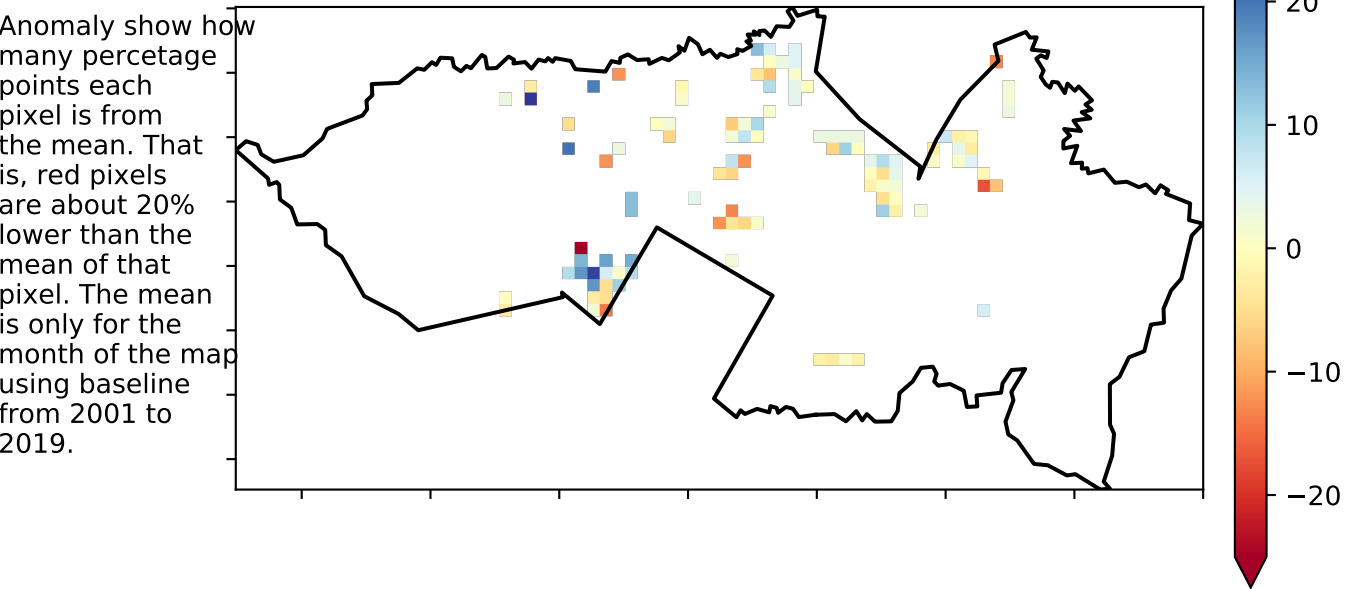 Anomaly show how
many percetage
points each
pixel is from
the mean. That
is, red pixels
are about 20%
lower than the
mean of that
pixel. The mean
is only for the
month of the map
using baseline
from 2001 to
2019.
20
10
0
−10
−20